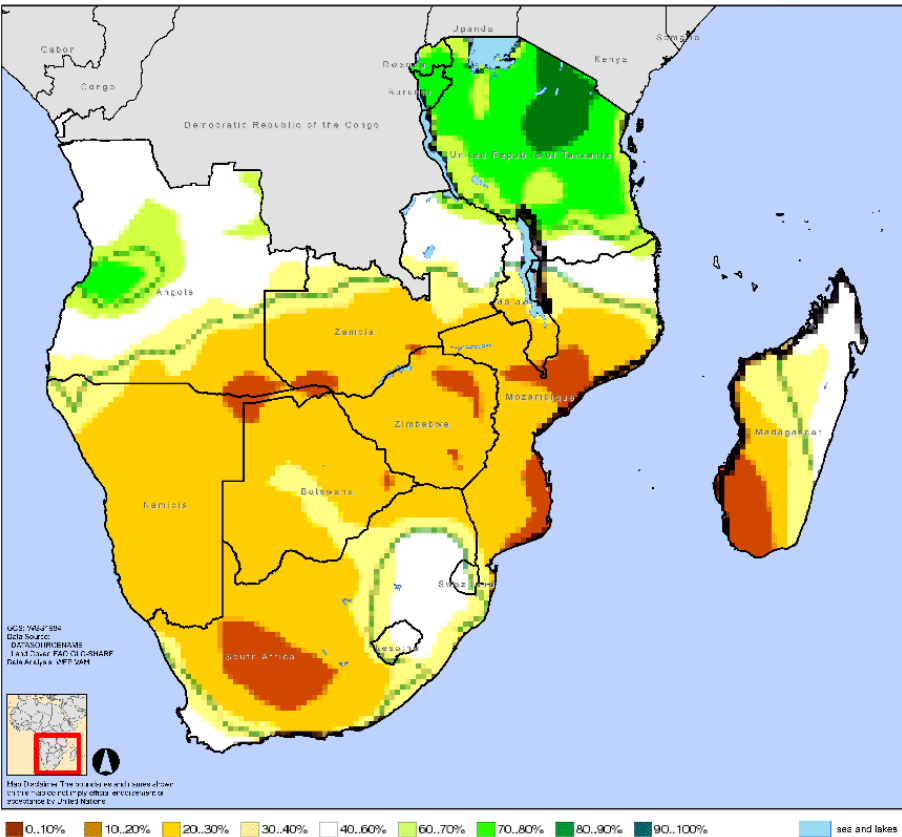 Uganda
Somalia
Gabon
Kenya
Rwanda
Congo
Burundi
Democratic Republic of the Congo
United Republic of Tanzania
Angola
Malawi
Zambia
Mozambique
Zimbabwe
Madagascar
Botswana
Namibia
Swaziland
South Africa
Lesotho
GCS: WGS1984
Data Source:
DATASOURCENAME
Land Cover: FAO GLC-SHARE
Data Analysis: WFP VAM
Map Disclaimer: The boundaries and names shown
on this map do not imply official endorsement or
acceptance by United Nations
0..10%
10..20%
20..30%
30..40%
40..60%
60..70%
70..80%
80..90%
90..100%
sea and lakes